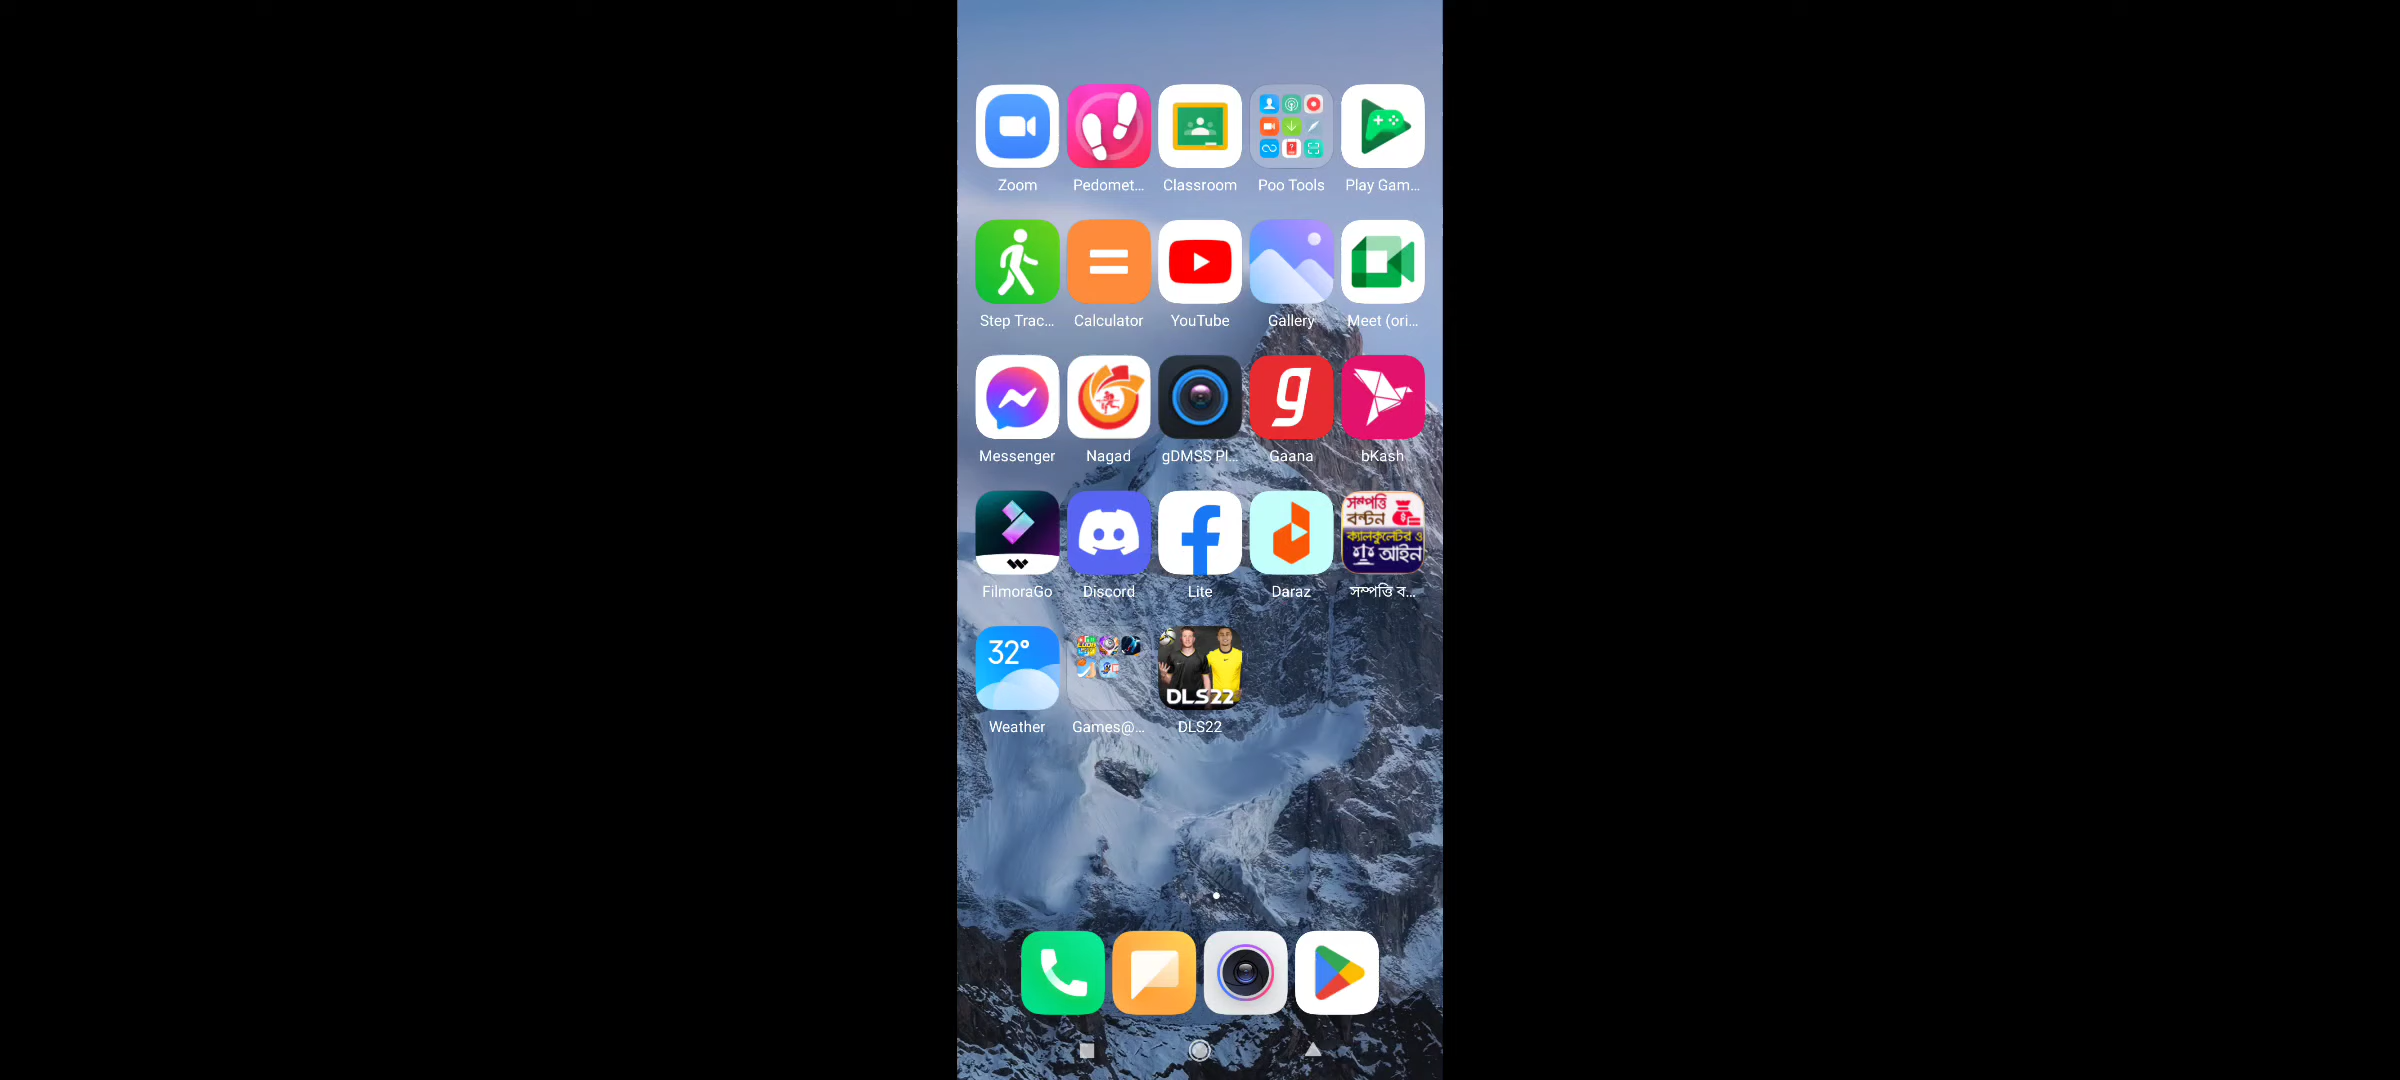 Zoom
Pedomet...
Classroom
Poo Tools
Play Gam...
Step Trac...
Calculator
YouTube
Gallery
Meet (ori...
Messenger
Nagad
gDMSS Pl...
Gaana
bKash
সম্পত্তি
বন্টন
ক্যালকুলেটর ও
আইন
FilmoraGo
Discord
Lite
Daraz
সম্পত্তি ব...
32°
DLS22
Weather
Games@...
DLS22